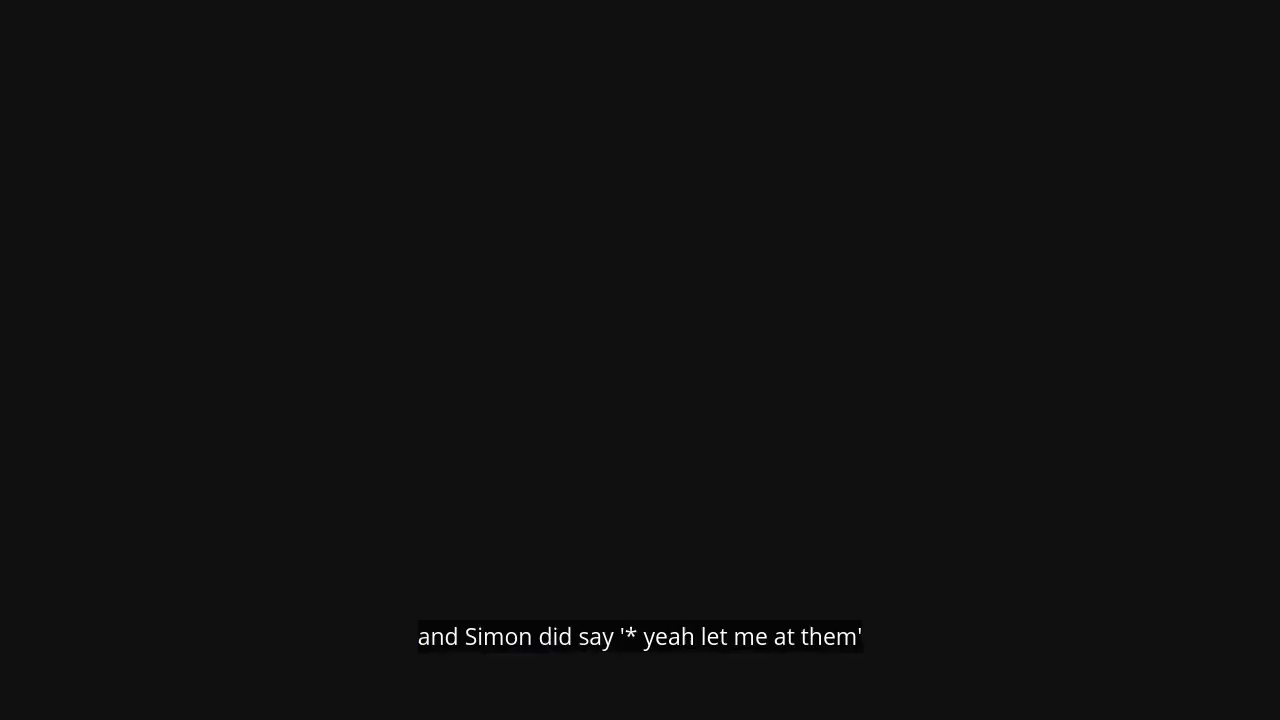 and Simon did say '* yeah let me at them'